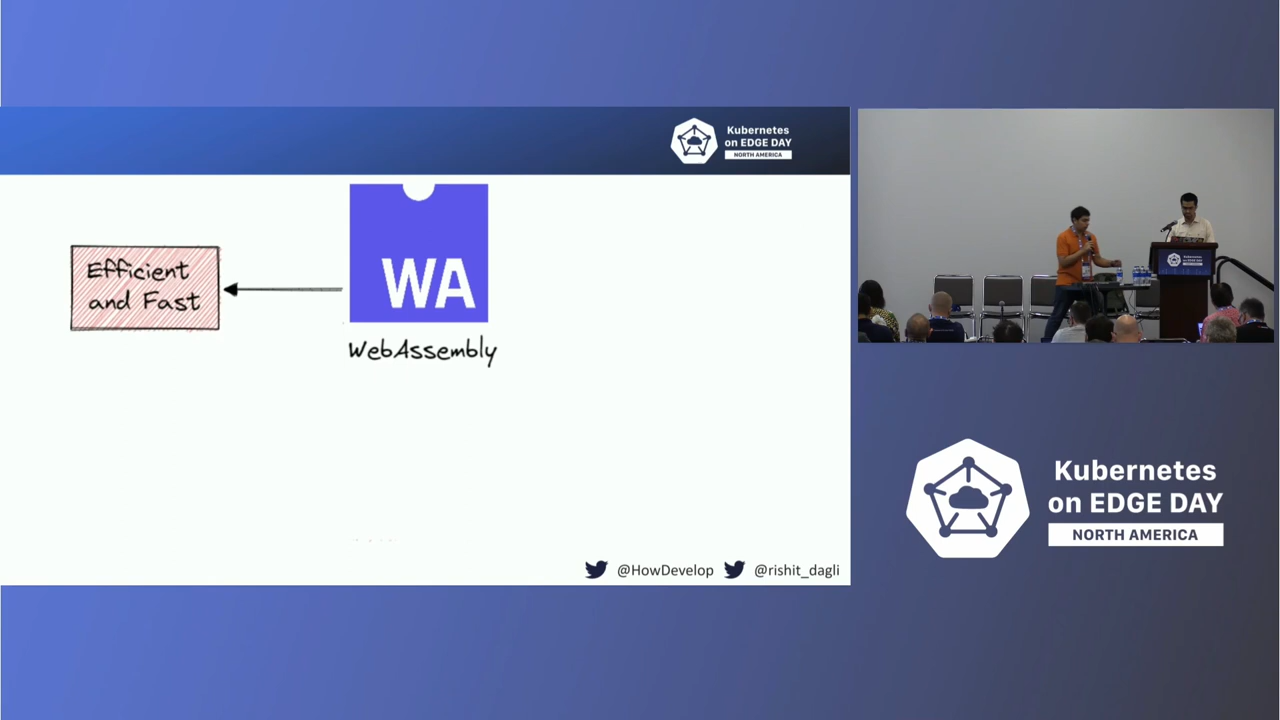 Kubernetes
on EDGE DAY
NORTH AMERICA
Efficient
and Fast
WA
WebAssembly
@HowDevelop @rishit_dagli
Kubernetes
on EDGE DAY
NORTH AMERICA